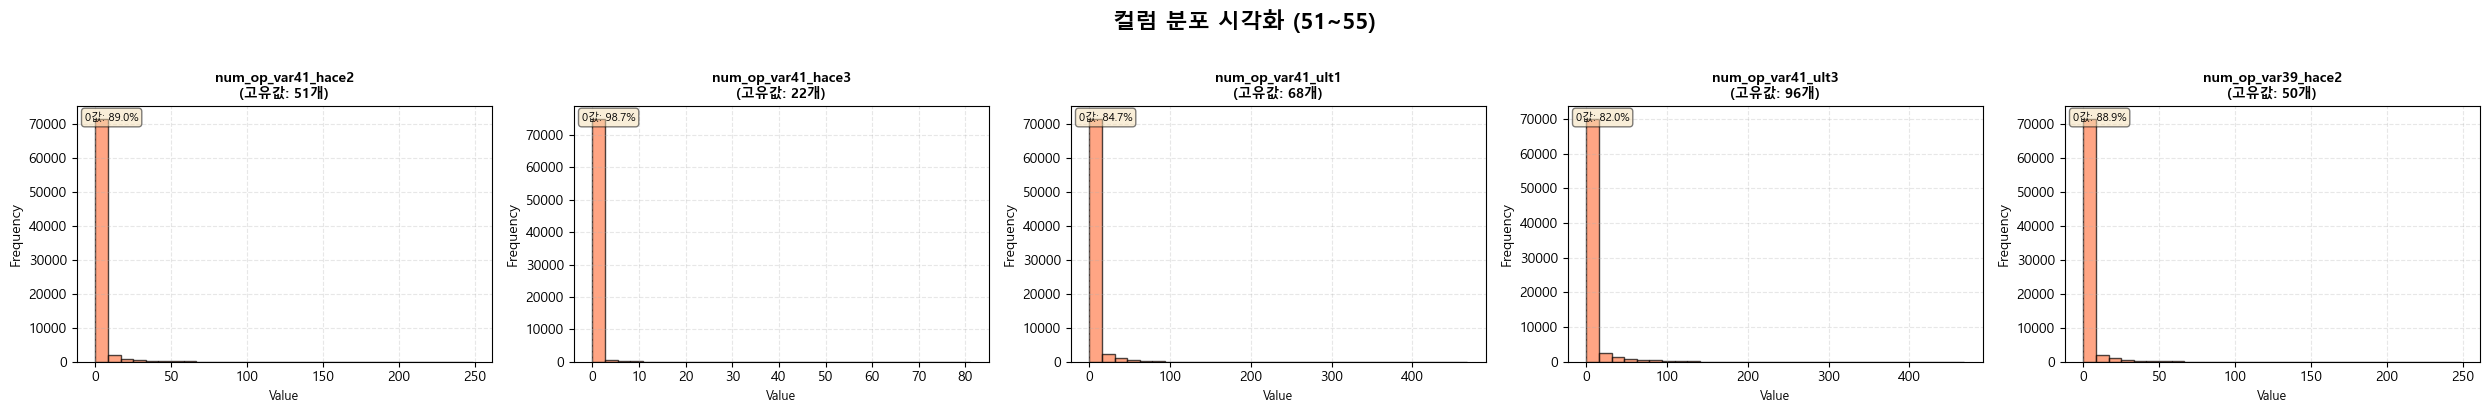 컬럼 분포 시각화 (51~55)
num_op_var41_hace2
(고유값: 51개)
0값: 89.0%
70000
60000
50000
40000
30000
20000
10000
0
Frequency
0 50 100 150 200 250
Value
num_op_var41_hace3
(고유값: 22개)
0값: 98.7%
70000
60000
50000
40000
30000
20000
10000
0
Frequency
0 10 20 30 40 50 60 70 80
Value
num_op_var41_ult1
(고유값: 68개)
0값: 84.7%
70000
60000
50000
40000
30000
20000
10000
0
Frequency
0 100 200 300 400
Value
num_op_var41_ult3
(고유값: 96개)
0값: 82.0%
70000
60000
50000
40000
30000
20000
10000
0
Frequency
0 100 200 300 400
Value
num_op_var39_hace2
(고유값: 50개)
0값: 88.9%
70000
60000
50000
40000
30000
20000
10000
0
Frequency
0 50 100 150 200 250
Value